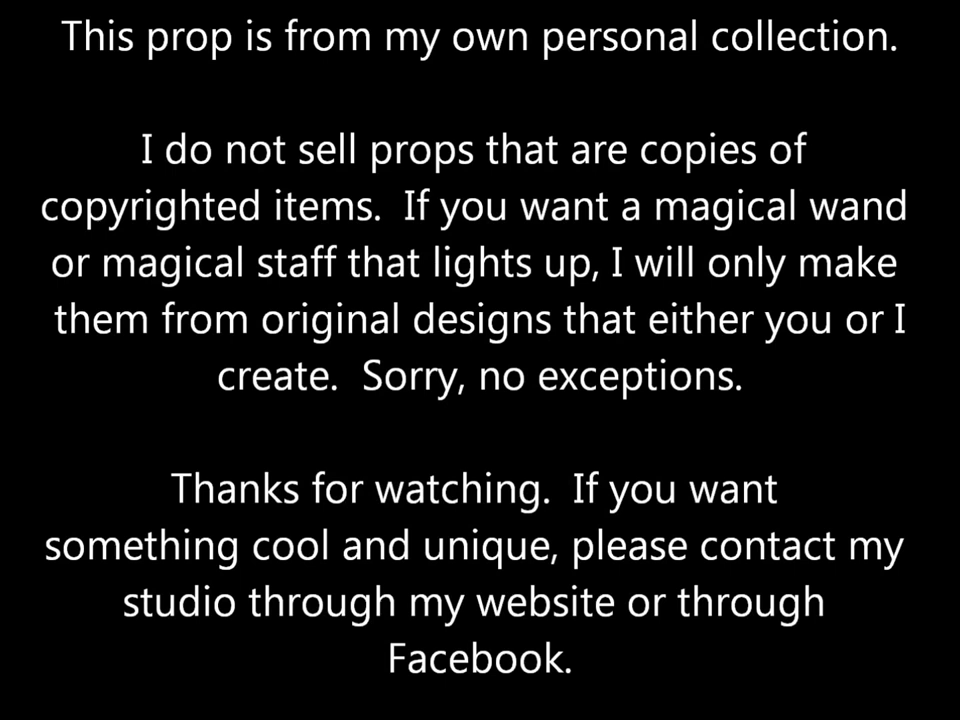 This prop is from my own personal collection.
I do not sell props that are copies of
copyrighted items.  If you want a magical wand
or magical staff that lights up, I will only make
them from original designs that either you or I
create.  Sorry, no exceptions.
Thanks for watching.  If you want
something cool and unique, please contact my
studio through my website or through
Facebook.